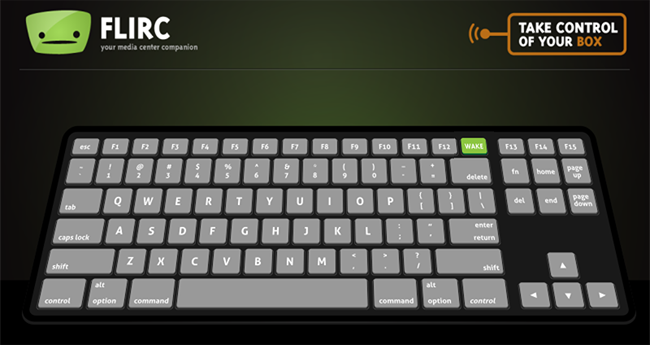 FLIRC
your media center companion
TAKE CONTROL
OF YOUR BOX
esc F1 F2 F3 F4 F5 F6 F7 F8 F9 F10 F11 F12 WAKE F13 F14 F15
! @ # $ % ^ & * ( )
1 2 3 4 5 6 7 8 9 0 delete
fn home page up
tab Q W E R T Y U I O P { [ } ] | \
del end page down
caps lock A S D F G H J K L : ; " ' enter return
shift Z X C V B N M < , > . ? / shift
▲
control alt option command command alt option control
◀ ▼ ▶